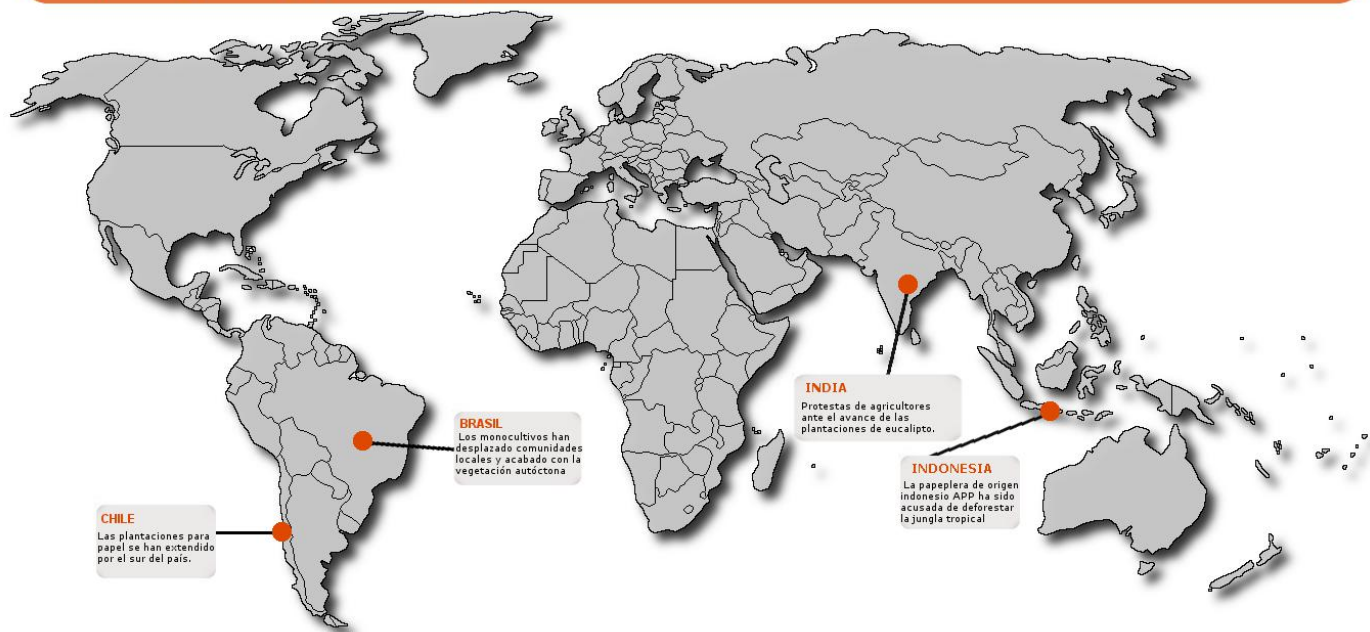 BRASIL
Los monocultivos han
desplazado comunidades
locales y acabado con la
vegetación autóctona
CHILE
Las plantaciones para
papel se han extendido
por el sur del país.
INDIA
Protestas de agricultores
ante el avance de las
plantaciones de eucalipto.
INDONESIA
La papeplera de origen
indonesio APP ha sido
acusada de deforestar
la jungla tropical